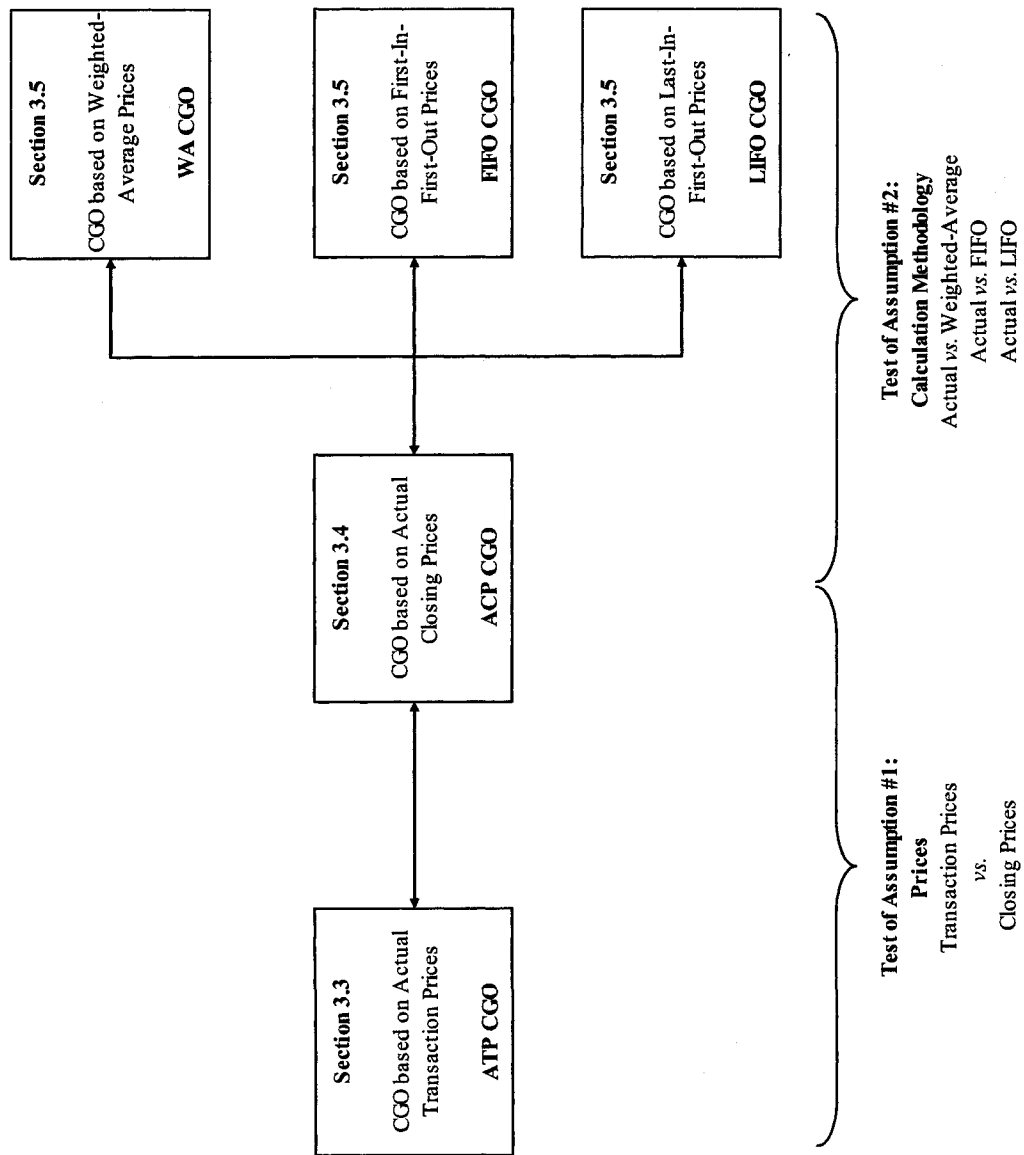 Section 3.3
CGO based on Actual
Transaction Prices
ATP CGO
Section 3.4
CGO based on Actual
Closing Prices
ACP CGO
Section 3.5
CGO based on Weighted-
Average Prices
WA CGO
Section 3.5
CGO based on First-In-
First-Out Prices
FIFO CGO
Section 3.5
CGO based on Last-In-
First-Out Prices
LIFO CGO
Test of Assumption #1:
Prices
Transaction Prices
vs.
Closing Prices
Test of Assumption #2:
Calculation Methodology
Actual vs. Weighted-Average
Actual vs. FIFO
Actual vs. LIFO